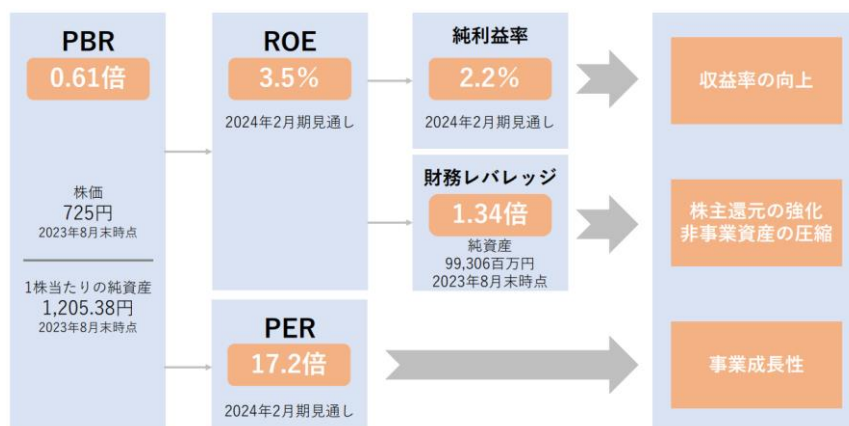 PBR
0.61倍
株価
725円
2023年8月末時点
1株当たりの純資産
1,205.38円
2023年8月末時点
ROE
3.5%
2024年2月期見通し
純利益率
2.2%
2024年2月期見通し
財務レバレッジ
1.34倍
純資産
99,306百万円
2023年8月末時点
PER
17.2倍
2024年2月期見通し
収益率の向上
株主還元の強化
非事業資産の圧縮
事業成長性